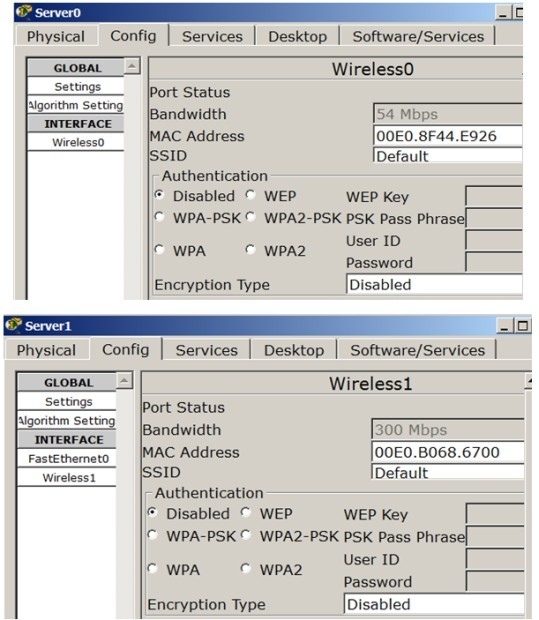 Server0
Physical Config Services Desktop Software/Services
GLOBAL
Settings
Algorithm Setting
INTERFACE
Wireless0
Wireless0
Port Status
Bandwidth 54 Mbps
MAC Address 00E0.8F44.E926
SSID Default
Authentication
Disabled WEP WEP Key
WPA-PSK WPA2-PSK PSK Pass Phrase
User ID
WPA WPA2
Password
Encryption Type Disabled
Server1
Physical Config Services Desktop Software/Services
GLOBAL
Settings
Algorithm Setting
INTERFACE
FastEthernet0
Wireless1
Wireless1
Port Status
Bandwidth 300 Mbps
MAC Address 00E0.B068.6700
SSID Default
Authentication
Disabled WEP WEP Key
WPA-PSK WPA2-PSK PSK Pass Phrase
User ID
WPA WPA2
Password
Encryption Type Disabled